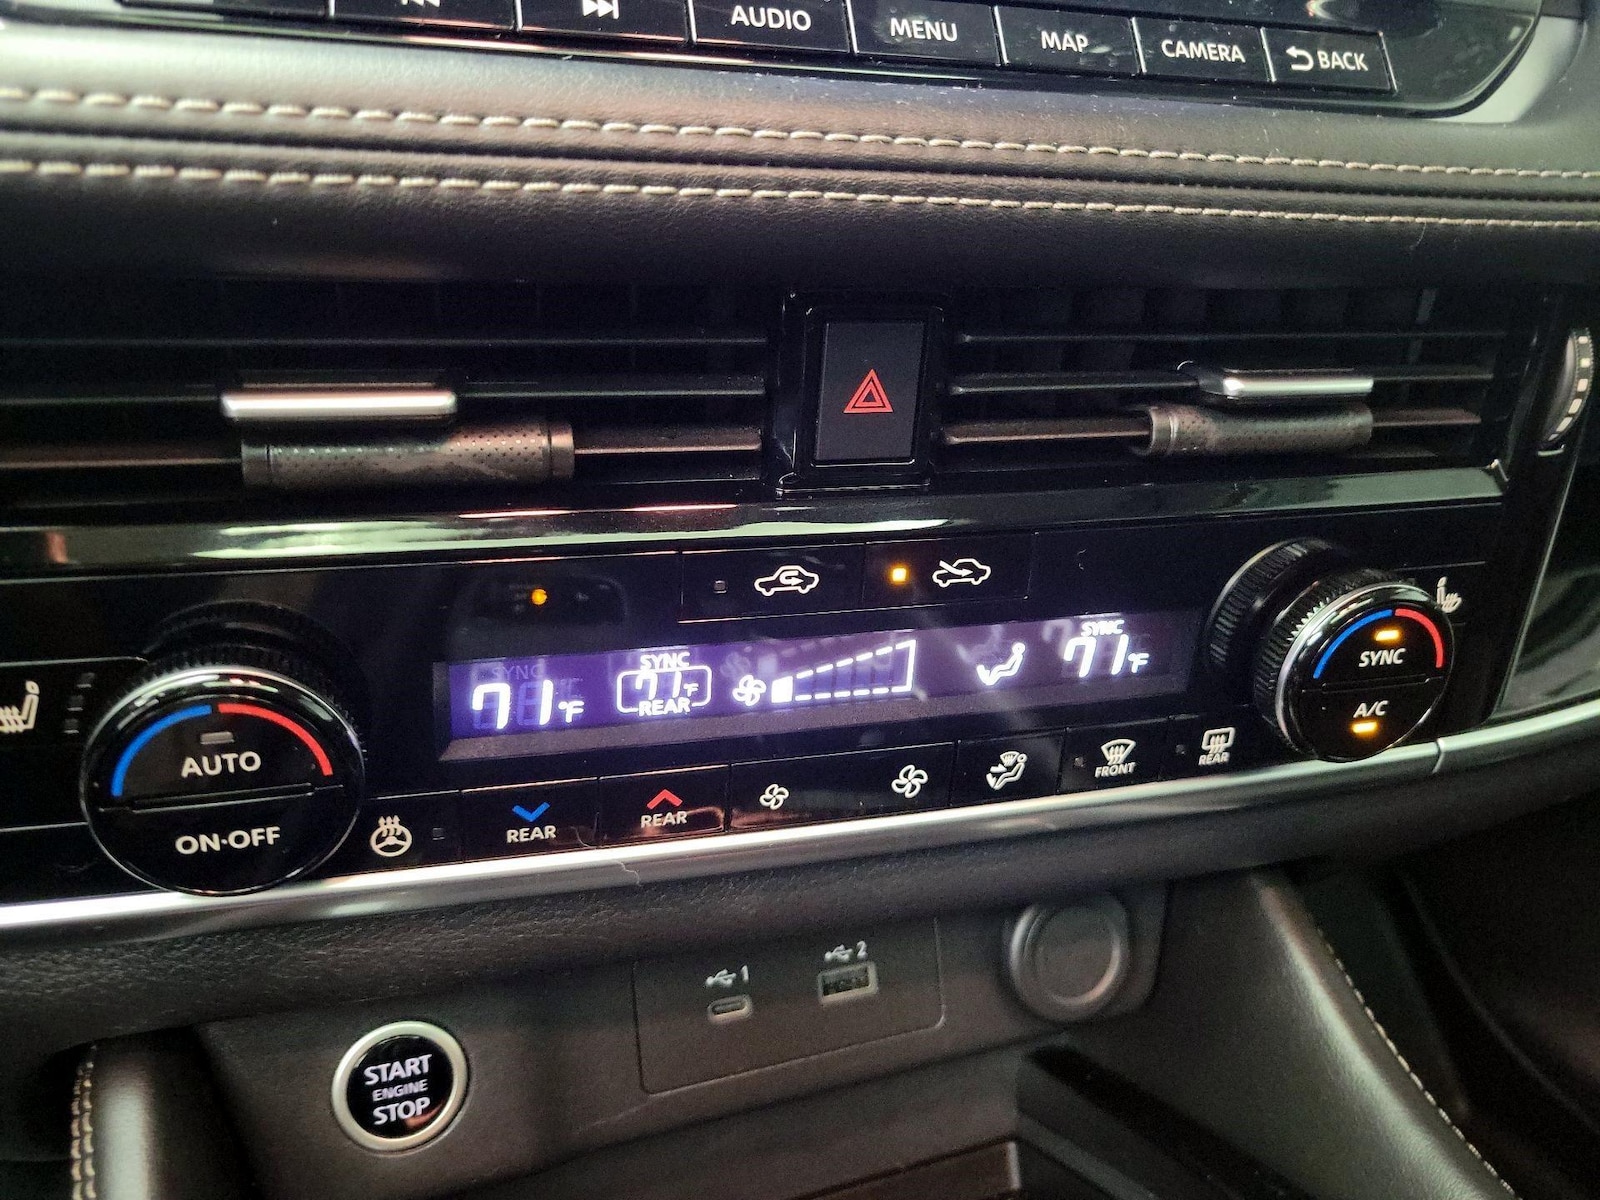 AUDIO
MENU
MAP
CAMERA
BACK
SYNC
71°F
SYNC
71°F
REAR
SYNC
71°F
AUTO
ON·OFF
SYNC
A/C
REAR
REAR
FRONT
REAR
1
2
START
ENGINE
STOP